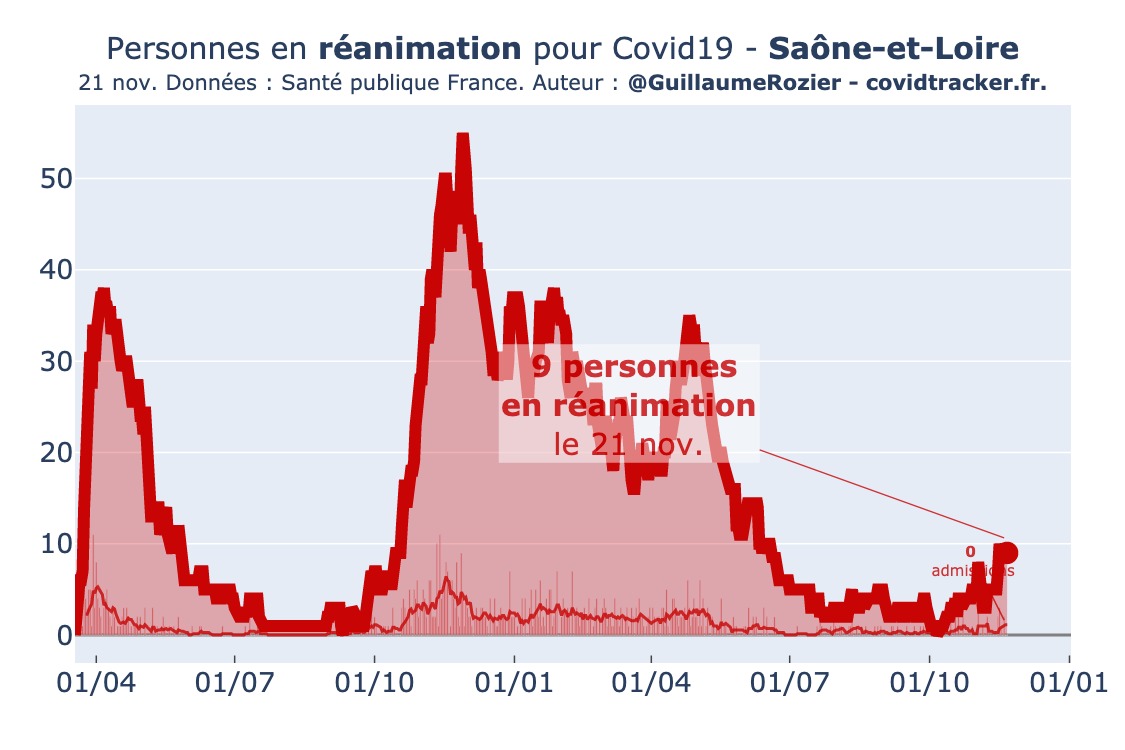 Personnes en réanimation pour Covid19 - Saône-et-Loire
21 nov. Données : Santé publique France. Auteur : @GuillaumeRozier - covidtracker.fr.
50
40
30
20
10
0
9 personnes
en réanimation
le 21 nov.
0
admissions
01/04
01/07
01/10
01/01
01/04
01/07
01/10
01/01